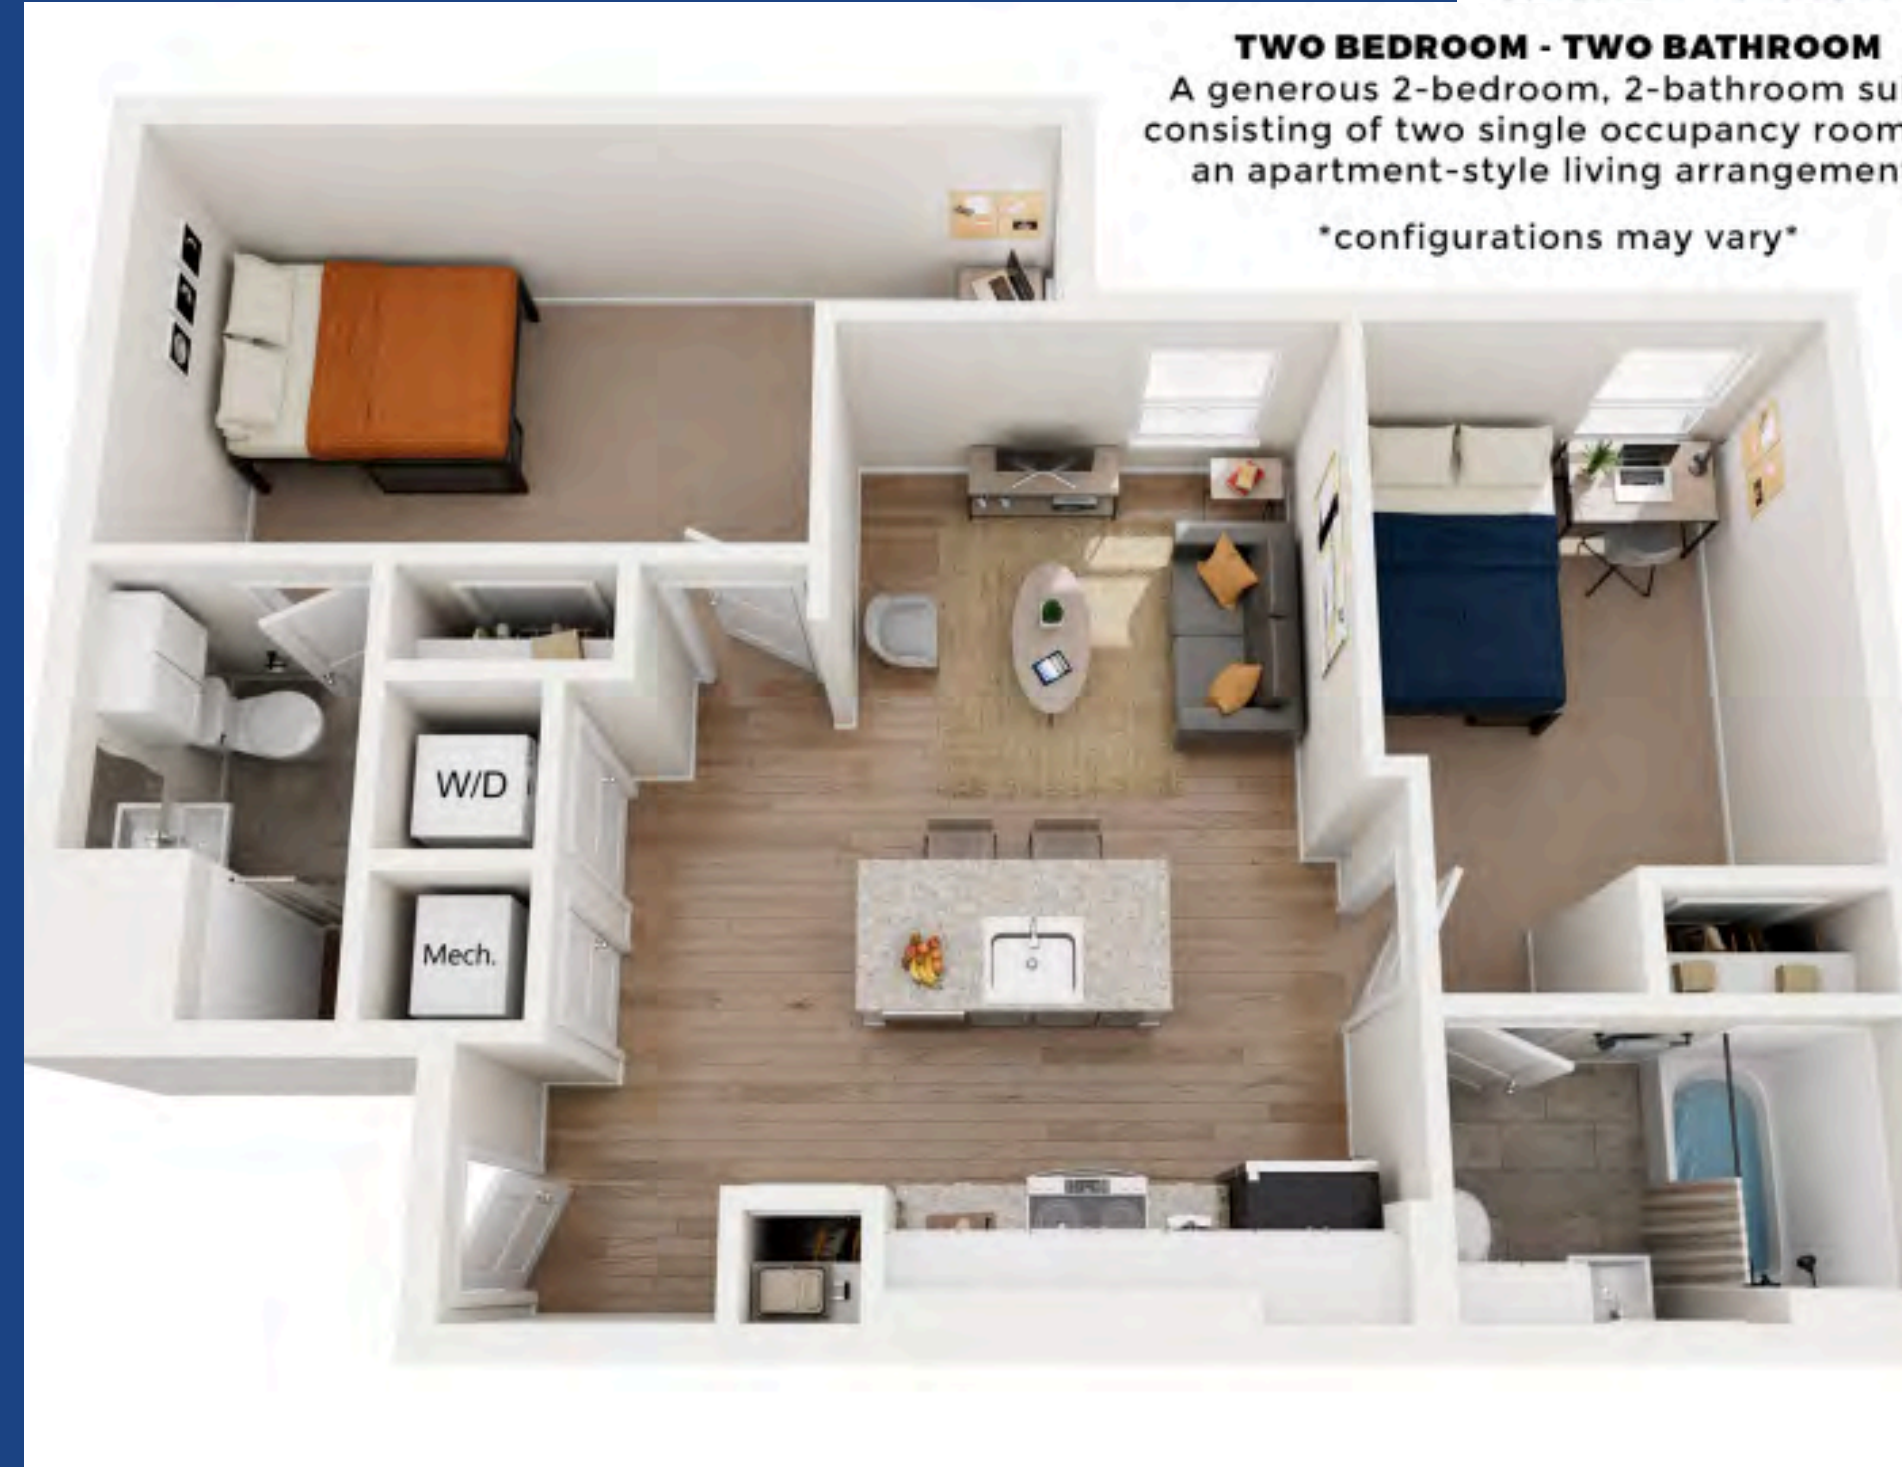 TWO BEDROOM - TWO BATHROOM
A generous 2-bedroom, 2-bathroom
consisting of two single occupancy
an apartment-style living
*configurations may vary*
W/D
Mech.